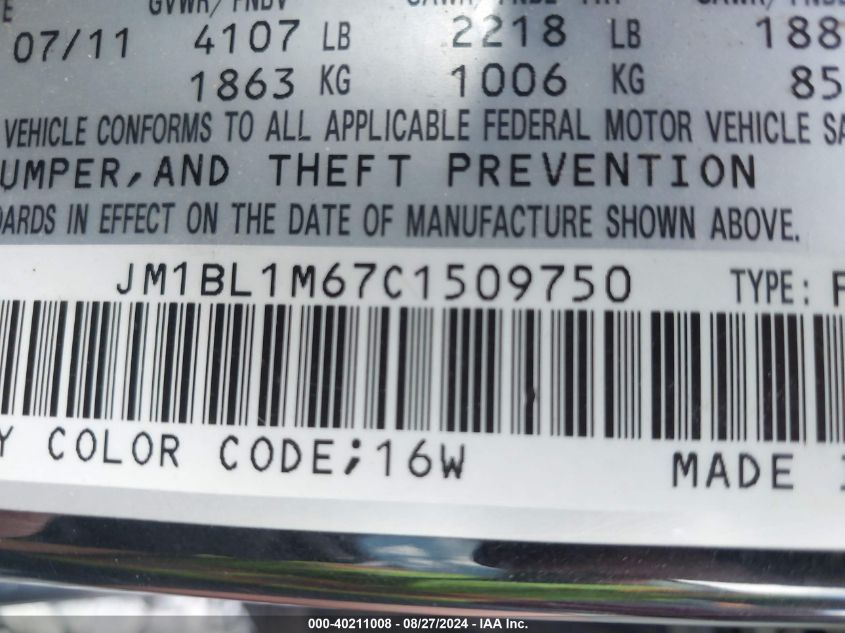 GVWR/PNBV
07/11 4107 LB 2218 LB 188
1863 KG 1006 KG 85
VEHICLE CONFORMS TO ALL APPLICABLE FEDERAL MOTOR VEHICLE SA
UMPER,AND THEFT PREVENTION
DARDS IN EFFECT ON THE DATE OF MANUFACTURE SHOWN ABOVE.
JM1BL1M67C1509750 TYPE:
Y COLOR CODE;16W MADE
000-40211008 - 08/27/2024 - IAA Inc.